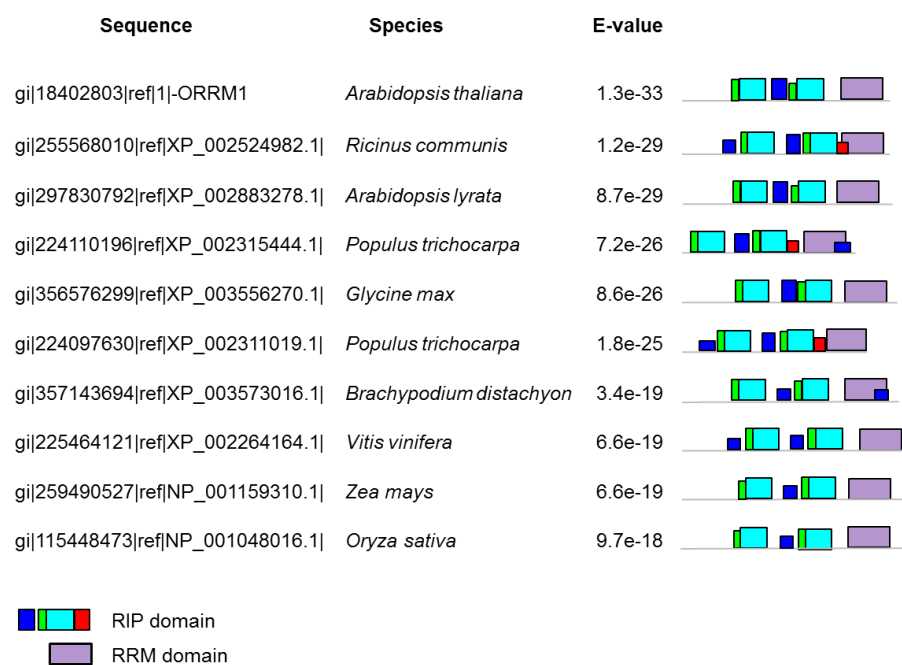 Sequence Species E-value
gi|18402803|ref|1|-ORRM1 Arabidopsis thaliana 1.3e-33
gi|255568010|ref|XP_002524982.1| Ricinus communis 1.2e-29
gi|297830792|ref|XP_002883278.1| Arabidopsis lyrata 8.7e-29
gi|224110196|ref|XP_002315444.1| Populus trichocarpa 7.2e-26
gi|356576299|ref|XP_003556270.1| Glycine max 8.6e-26
gi|224097630|ref|XP_002311019.1| Populus trichocarpa 1.8e-25
gi|357143694|ref|XP_003573016.1| Brachypodium distachyon 3.4e-19
gi|225464121|ref|XP_002264164.1| Vitis vinifera 6.6e-19
gi|259490527|ref|NP_001159310.1| Zea mays 6.6e-19
gi|115448473|ref|NP_001048016.1| Oryza sativa 9.7e-18
RIP domain
RRM domain